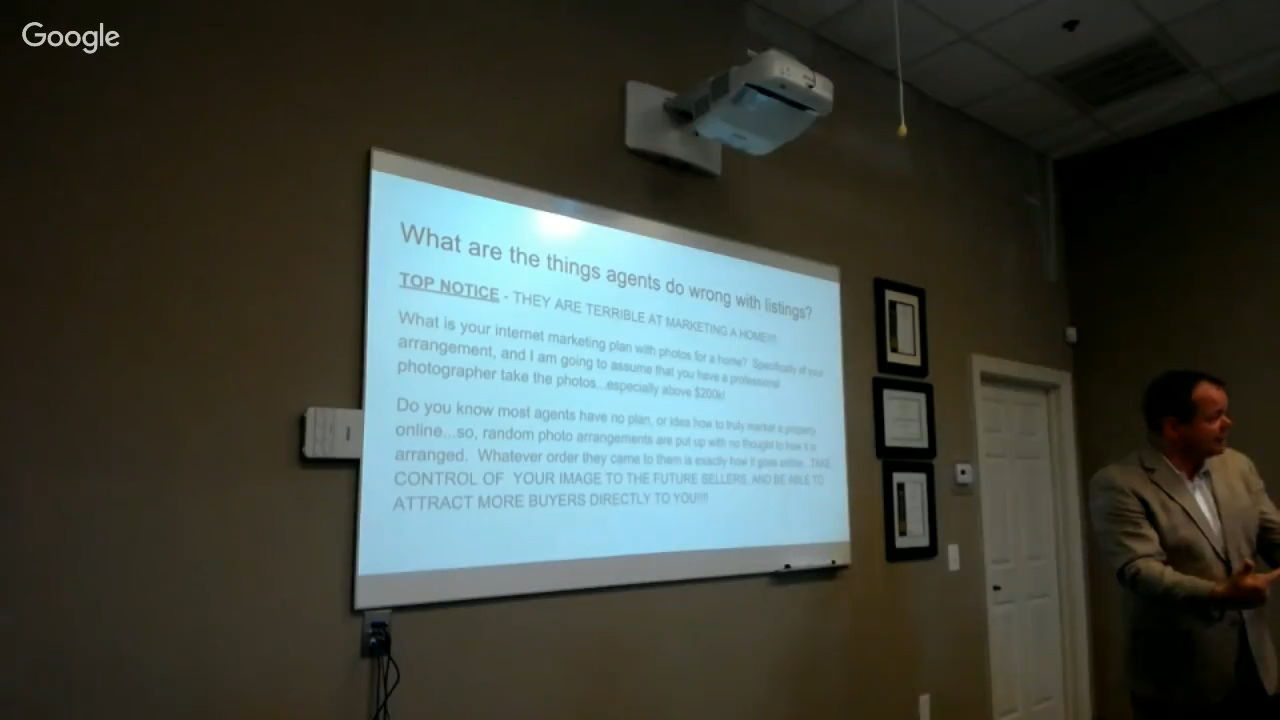 Google
What are the things agents do wrong with listings?
TOP NOTICE - THEY ARE TERRIBLE AT MARKETING A HOME!!!!
What is your internet marketing plan with photos for a home? Specifically of your
arrangement, and I am going to assume that you have a professional
photographer take the photos...especially above $200k!
Do you know most agents have no plan, or idea how to truly market a property
online...so, random photo arrangements are put up with no thought to how it is
arranged. Whatever order they came to them is exactly how it goes online...TAKE
CONTROL OF YOUR IMAGE TO THE FUTURE SELLERS, AND BE ABLE TO
ATTRACT MORE BUYERS DIRECTLY TO YOU!!!!